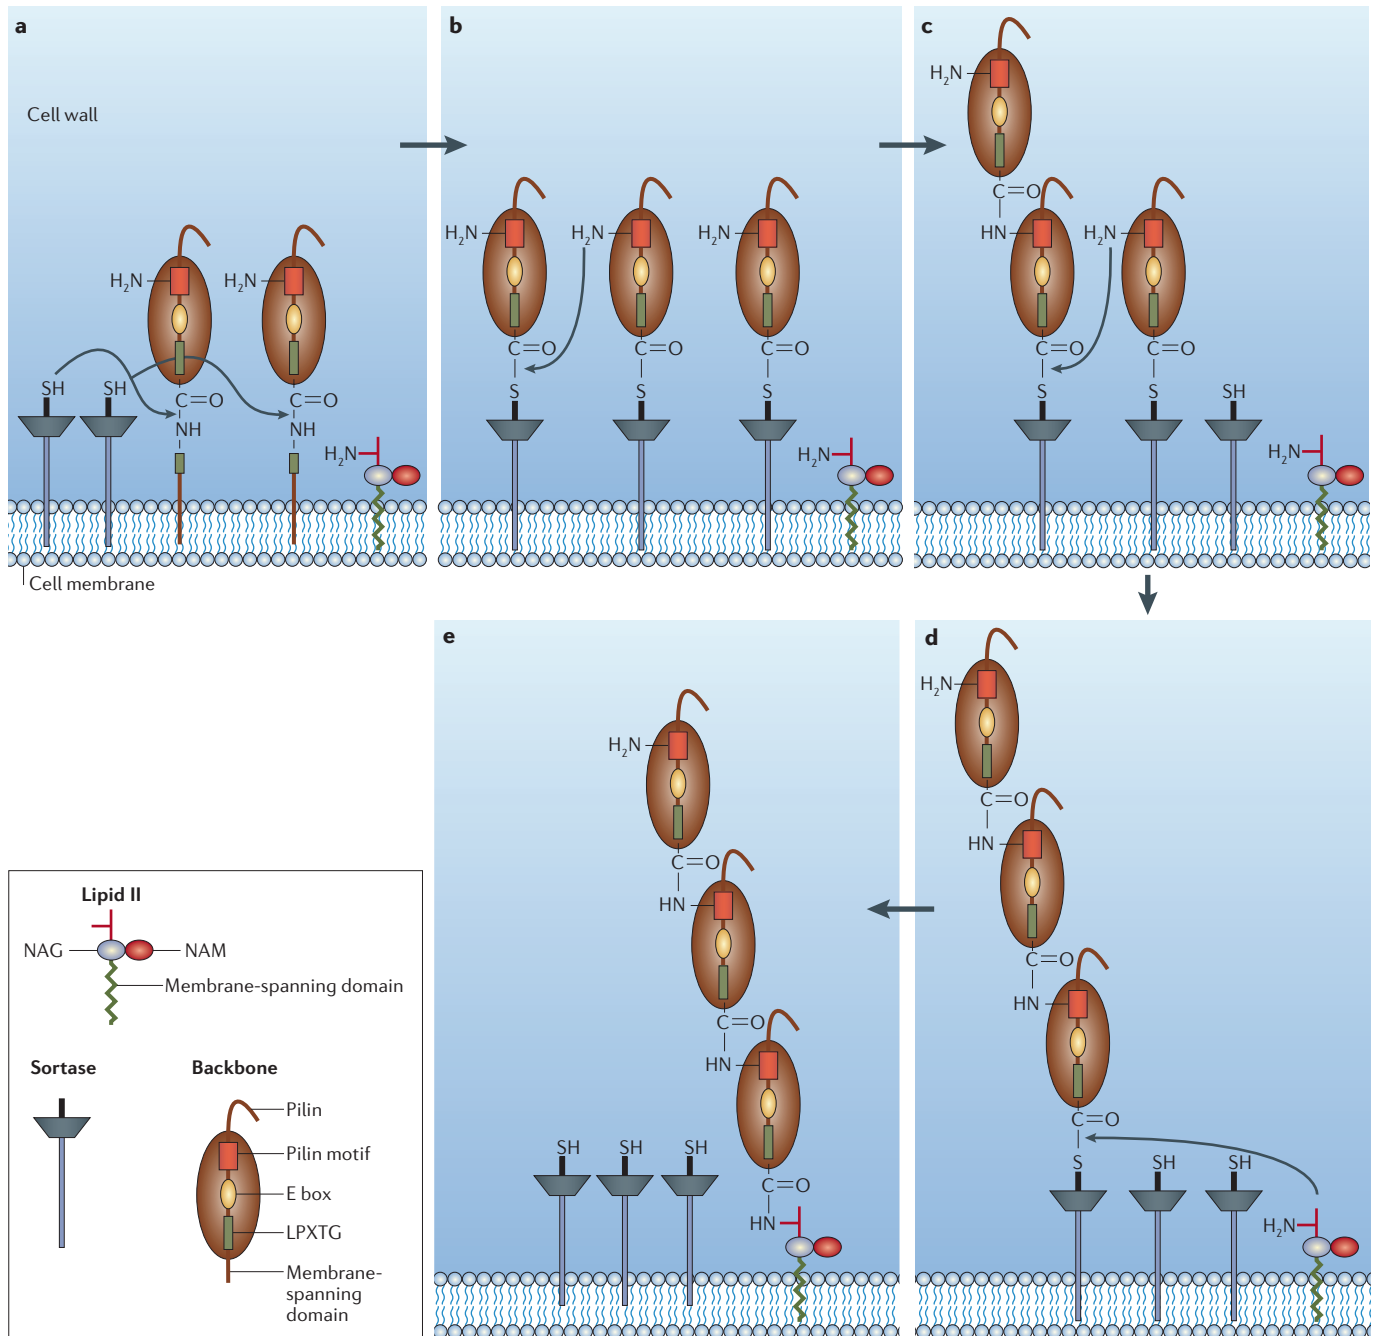 a
Cell wall
H₂N
H₂N
SH
SH
C=O
C=O
NH
NH
H₂N
Cell membrane
b
H₂N
H₂N
H₂N
C=O
C=O
C=O
S
S
S
H₂N
c
H₂N
C=O
HN
H₂N
C=O
C=O
S
S
SH
H₂N
d
H₂N
C=O
HN
C=O
HN
C=O
S
SH
SH
H₂N
e
H₂N
C=O
HN
C=O
HN
SH
SH
SH
C=O
HN
Lipid II
NAG
NAM
Membrane-spanning domain
Sortase
Backbone
Pilin
Pilin motif
E box
LPXTG
Membrane-
spanning
domain